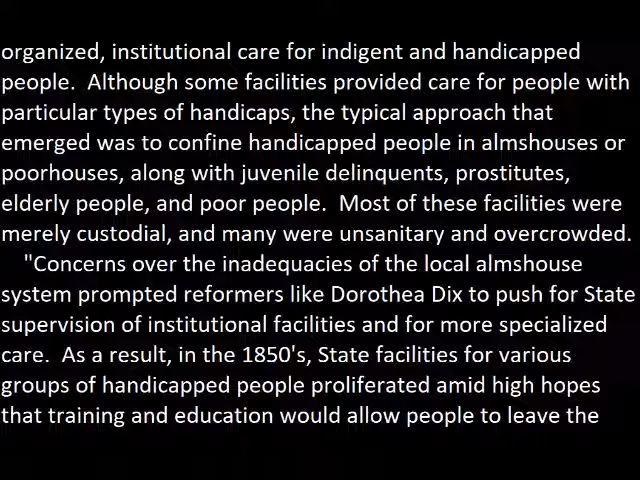 organized, institutional care for indigent and handicapped
people.  Although some facilities provided care for people with
particular types of handicaps, the typical approach that
emerged was to confine handicapped people in almshouses or
poorhouses, along with juvenile delinquents, prostitutes,
elderly people, and poor people.  Most of these facilities were
merely custodial, and many were unsanitary and overcrowded.
"Concerns over the inadequacies of the local almshouse
system prompted reformers like Dorothea Dix to push for State
supervision of institutional facilities and for more specialized
care.  As a result, in the 1850's, State facilities for various
groups of handicapped people proliferated amid high hopes
that training and education would allow people to leave the